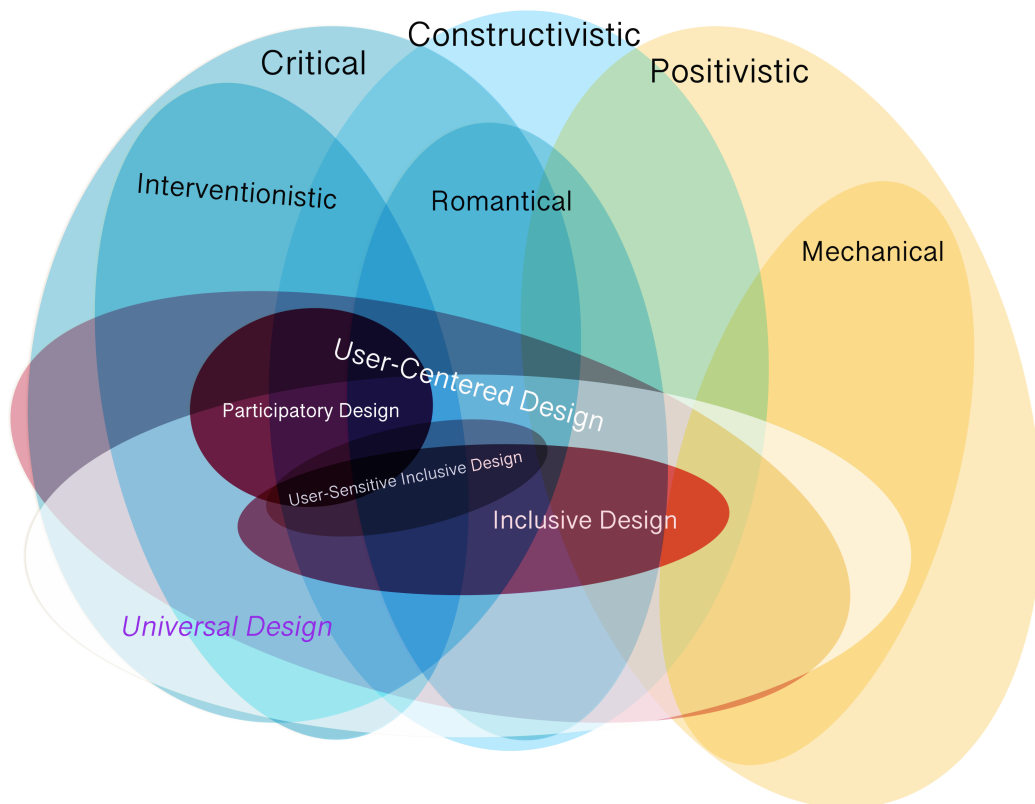 Constructivistic
Critical
Positivistic
Interventionistic
Romantical
Mechanical
User-Centered Design
Participatory Design
User-Sensitive Inclusive Design
Inclusive Design
Universal Design